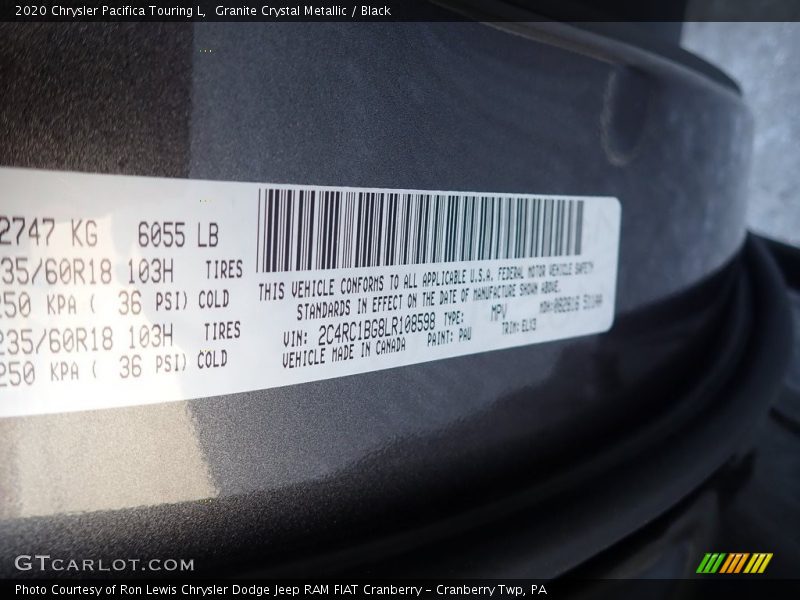 2020 Chrysler Pacifica Touring L, Granite Crystal Metallic / Black
2747 KG 6055 LB
235/60R18 103H TIRES
250 KPA ( 36 PSI) COLD
235/60R18 103H TIRES
250 KPA ( 36 PSI) COLD
THIS VEHICLE CONFORMS TO ALL APPLICABLE U.S.A. FEDERAL MOTOR VEHICLE SAFETY
STANDARDS IN EFFECT ON THE DATE OF MANUFACTURE SHOWN ABOVE.
VIN: 2C4RC1BG8LR108598 TYPE: MPV
VEHICLE MADE IN CANADA PAINT: PAU TRIM: ELX3
GTCARLOT.COM
Photo Courtesy of Ron Lewis Chrysler Dodge Jeep RAM FIAT Cranberry - Cranberry Twp, PA